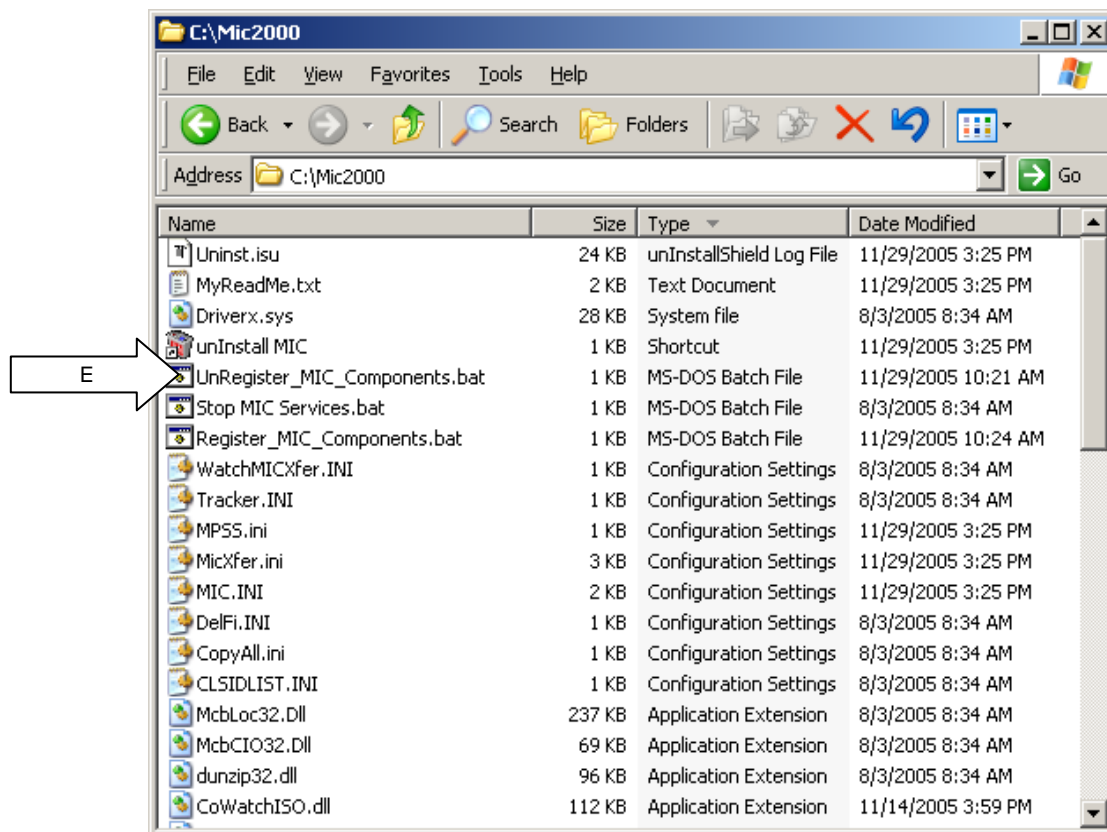 C:\Mic2000
File Edit View Favorites Tools Help
Back Search Folders
Address C:\Mic2000 Go
Name Size Type Date Modified
Uninst.isu 24 KB unInstallShield Log File 11/29/2005 3:25 PM
MyReadMe.txt 2 KB Text Document 11/29/2005 3:25 PM
Driverx.sys 28 KB System file 8/3/2005 8:34 AM
unInstall MIC 1 KB Shortcut 11/29/2005 3:25 PM
E UnRegister_MIC_Components.bat 1 KB MS-DOS Batch File 11/29/2005 10:21 AM
Stop MIC Services.bat 1 KB MS-DOS Batch File 8/3/2005 8:34 AM
Register_MIC_Components.bat 1 KB MS-DOS Batch File 11/29/2005 10:24 AM
WatchMICXfer.INI 1 KB Configuration Settings 8/3/2005 8:34 AM
Tracker.INI 1 KB Configuration Settings 8/3/2005 8:34 AM
MPSS.ini 1 KB Configuration Settings 11/29/2005 3:25 PM
MicXfer.ini 3 KB Configuration Settings 11/29/2005 3:25 PM
MIC.INI 2 KB Configuration Settings 11/29/2005 3:25 PM
DelFi.INI 1 KB Configuration Settings 8/3/2005 8:34 AM
CopyAll.ini 1 KB Configuration Settings 8/3/2005 8:34 AM
CLSIDLIST.INI 1 KB Configuration Settings 8/3/2005 8:34 AM
McbLoc32.Dll 237 KB Application Extension 8/3/2005 8:34 AM
McbCIO32.Dll 69 KB Application Extension 8/3/2005 8:34 AM
dunzip32.dll 96 KB Application Extension 8/3/2005 8:34 AM
CoWatchISO.dll 112 KB Application Extension 11/14/2005 3:59 PM